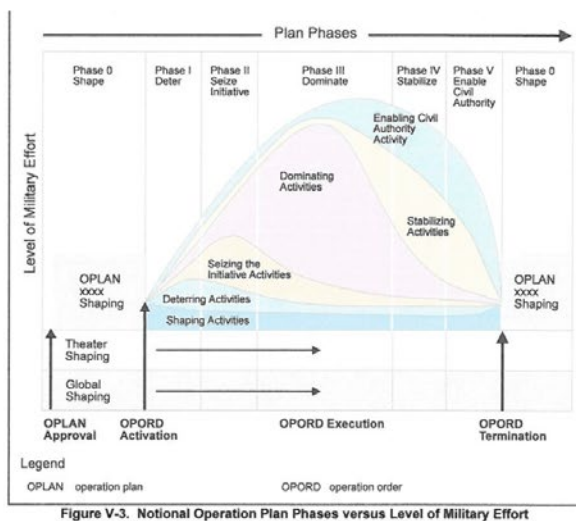 Plan Phases
Phase 0
Shape
Phase I
Deter
Phase II
Seize
Initiative
Phase III
Dominate
Phase IV
Stabilize
Phase V
Enable
Civil
Authority
Phase 0
Shape
Level of Military Effort
Enabling Civil
Authority
Activity
Dominating
Activities
Stabilizing
Activities
Seizing the
Initiative Activities
Deterring Activities
Shaping Activities
OPLAN
xxxx
Shaping
OPLAN
xxxx
Shaping
Theater
Shaping
Global
Shaping
OPLAN
Approval
OPORD
Activation
OPORD Execution
OPORD
Termination
Legend
OPLAN operation plan
OPORD operation order
Figure V-3. Notional Operation Plan Phases versus Level of Military Effort